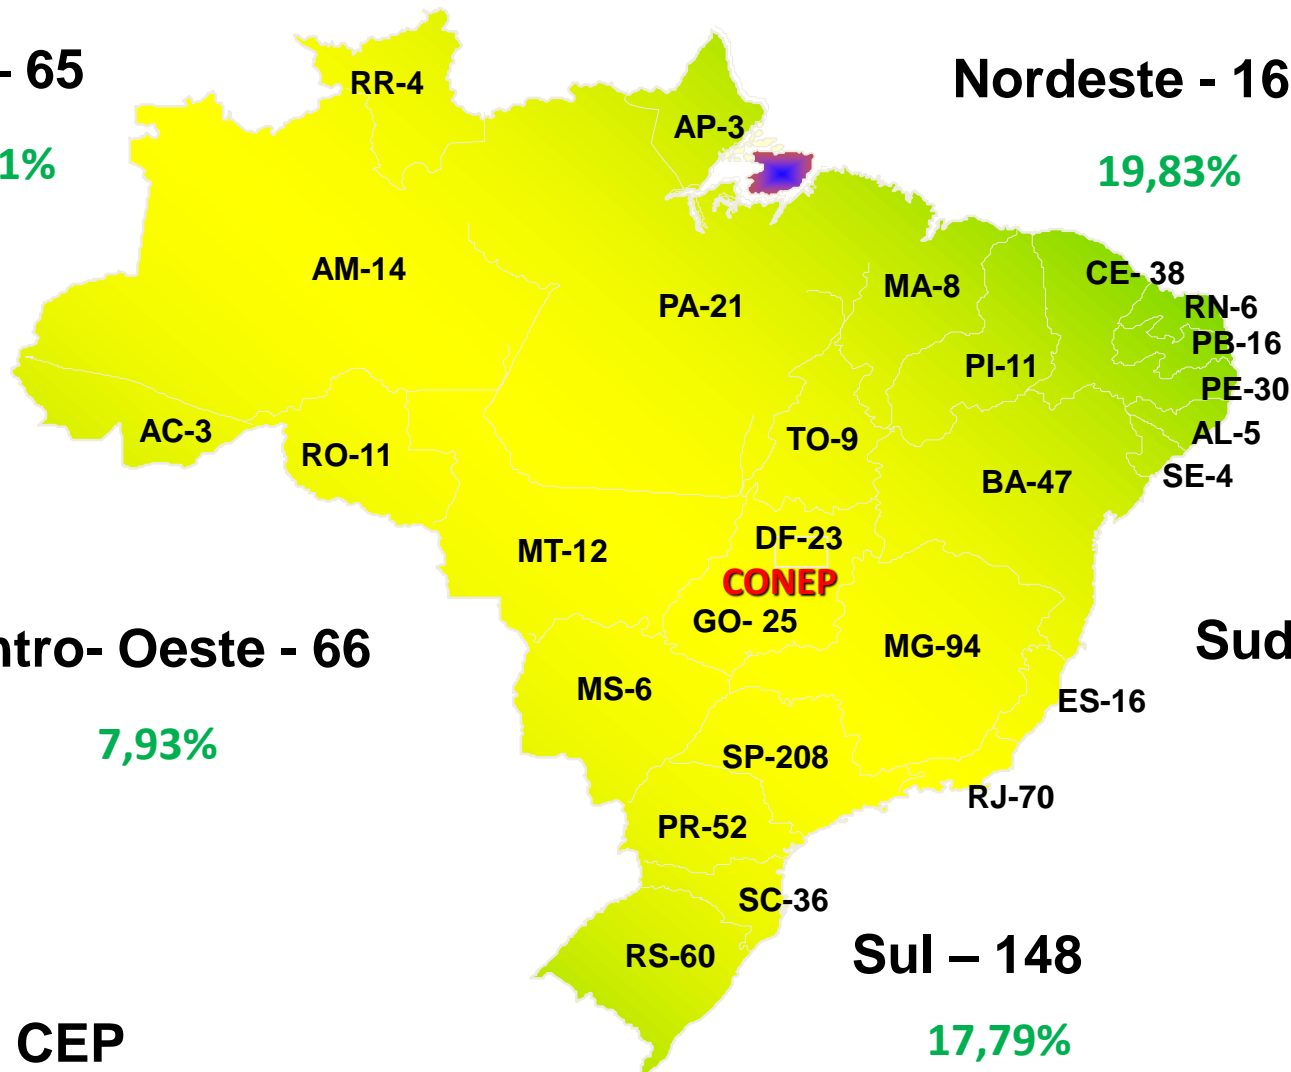 - 65
1%
Nordeste - 16
19,83%
RR-4
AP-3
AM-14
PA-21
MA-8
CE- 38
RN-6
PB-16
PI-11
PE-30
AC-3
RO-11
TO-9
AL-5
BA-47
SE-4
MT-12
DF-23
CONEP
GO- 25
ntro- Oeste - 66
7,93%
MG-94
Sud
MS-6
ES-16
SP-208
RJ-70
PR-52
SC-36
RS-60
Sul – 148
17,79%
CEP